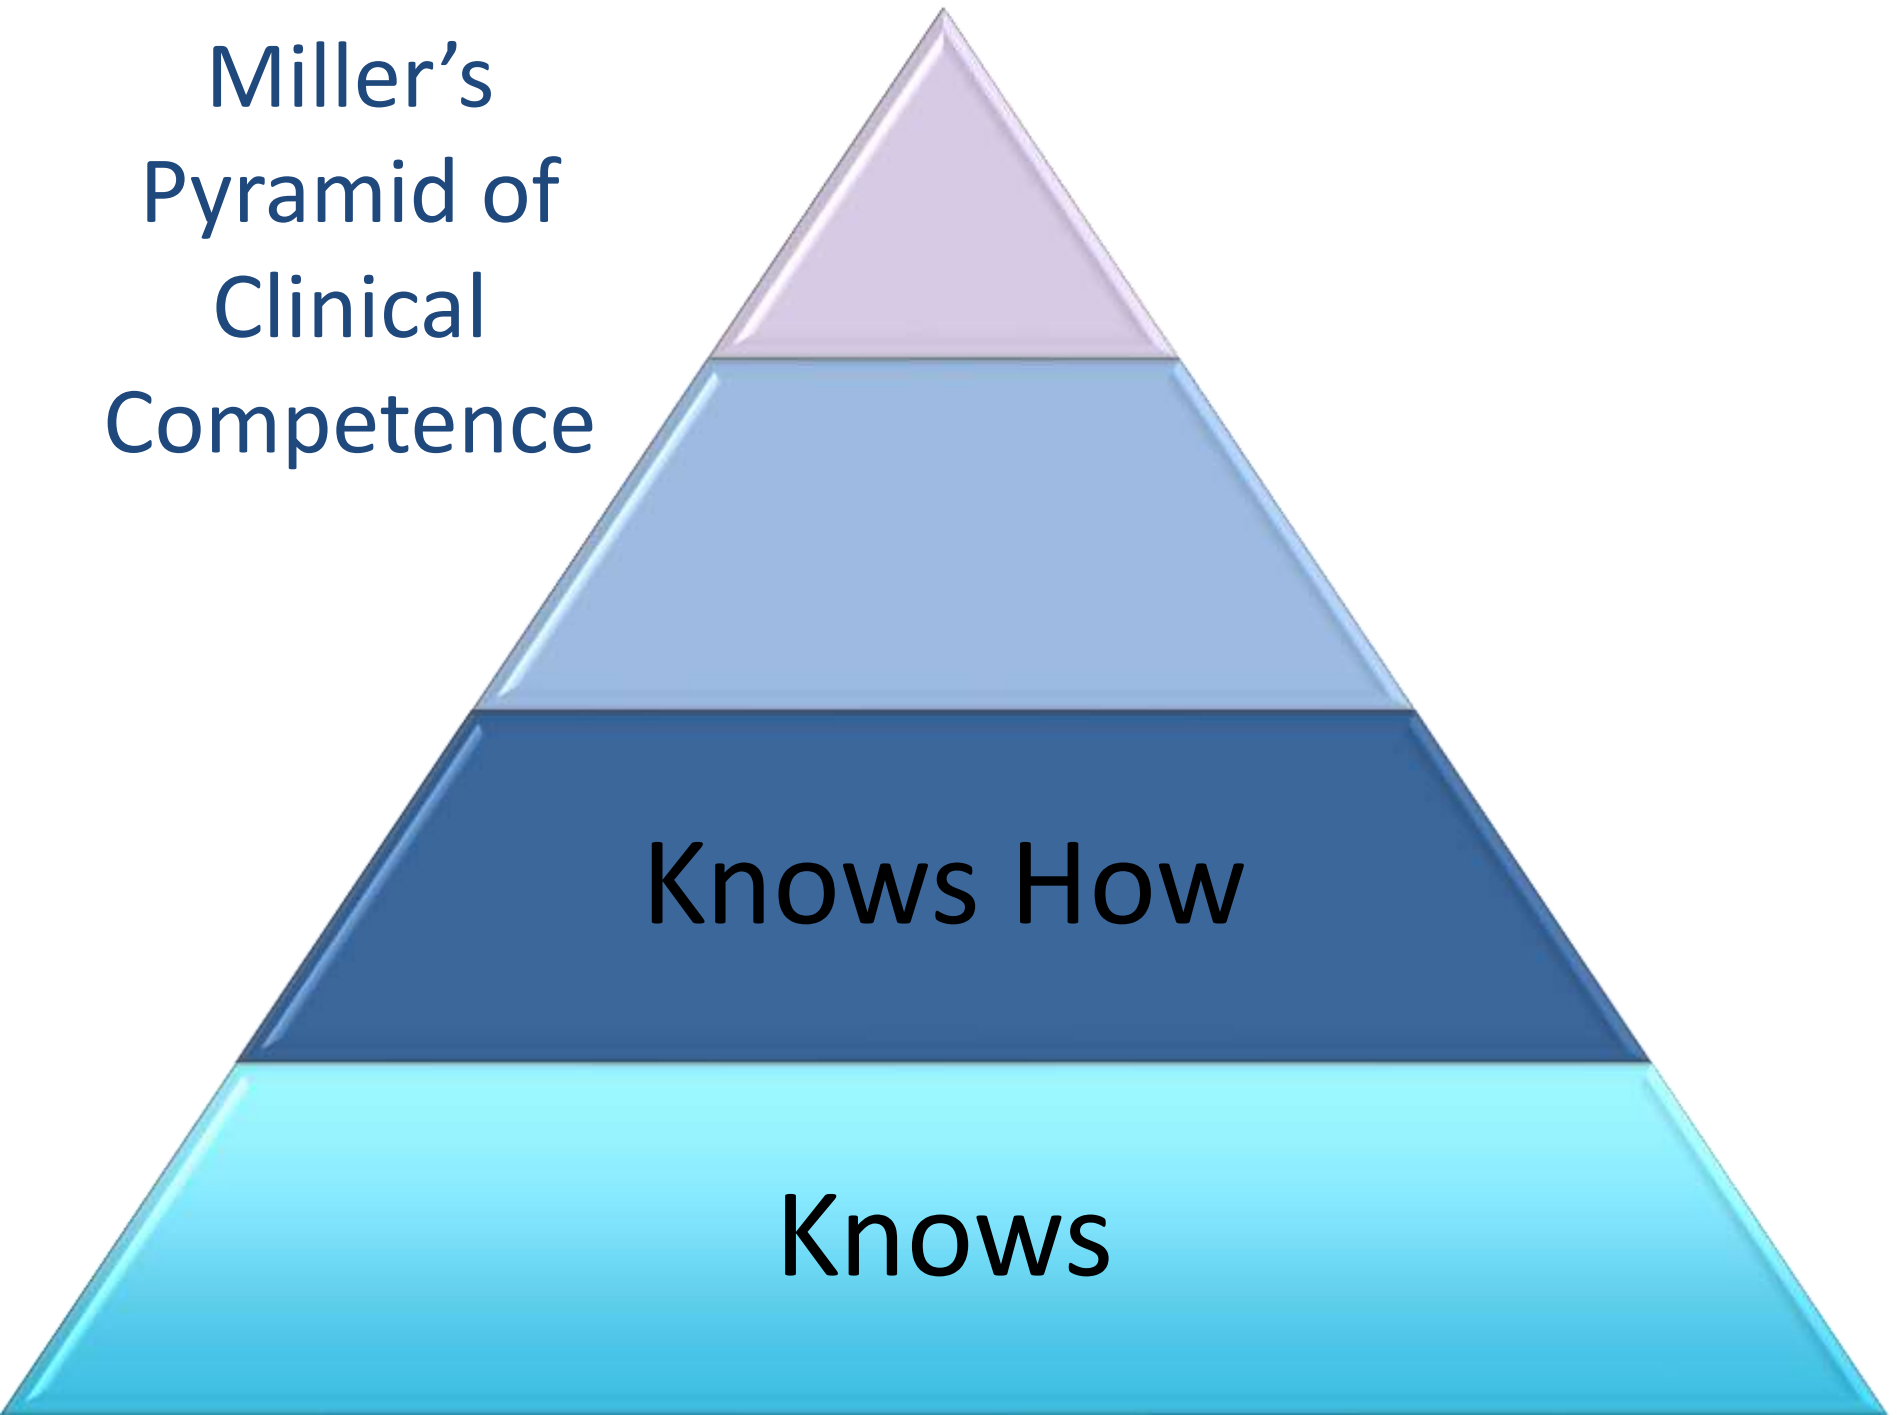 Miller’s
Pyramid of
Clinical
Competence
Knows How
Knows